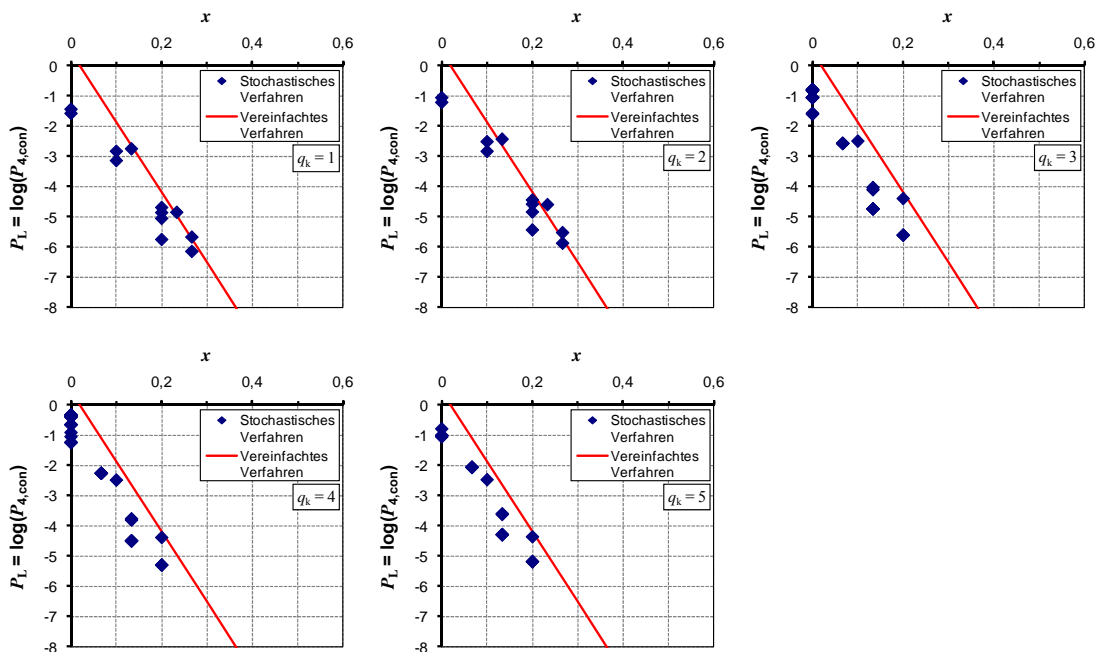 x
0 0,2 0,4 0,6
0
-1
-2
-3
-4
-5
-6
-7
-8
P_L = log(P_4,con)
Stochastisches
Verfahren
Vereinfachtes
Verfahren
q_k = 1
x
0 0,2 0,4 0,6
0
-1
-2
-3
-4
-5
-6
-7
-8
P_L = log(P_4,con)
Stochastisches
Verfahren
Vereinfachtes
Verfahren
q_k = 2
x
0 0,2 0,4 0,6
0
-1
-2
-3
-4
-5
-6
-7
-8
P_L = log(P_4,con)
Stochastisches
Verfahren
Vereinfachtes
Verfahren
q_k = 3
x
0 0,2 0,4 0,6
0
-1
-2
-3
-4
-5
-6
-7
-8
P_L = log(P_4,con)
Stochastisches
Verfahren
Vereinfachtes
Verfahren
q_k = 4
x
0 0,2 0,4 0,6
0
-1
-2
-3
-4
-5
-6
-7
-8
P_L = log(P_4,con)
Stochastisches
Verfahren
Vereinfachtes
Verfahren
q_k = 5